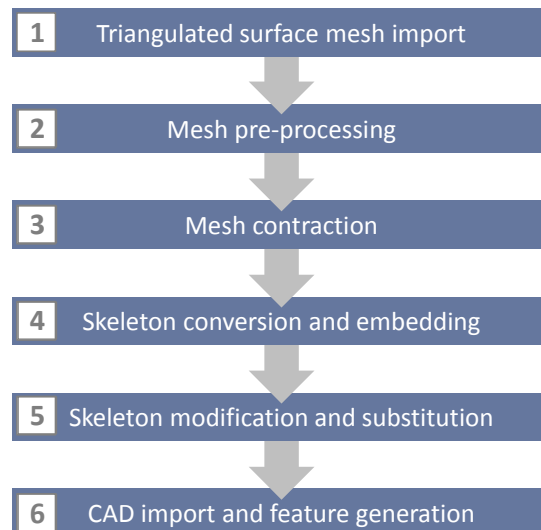 1 Triangulated surface mesh import
2 Mesh pre-processing
3 Mesh contraction
4 Skeleton conversion and embedding
5 Skeleton modification and substitution
6 CAD import and feature generation